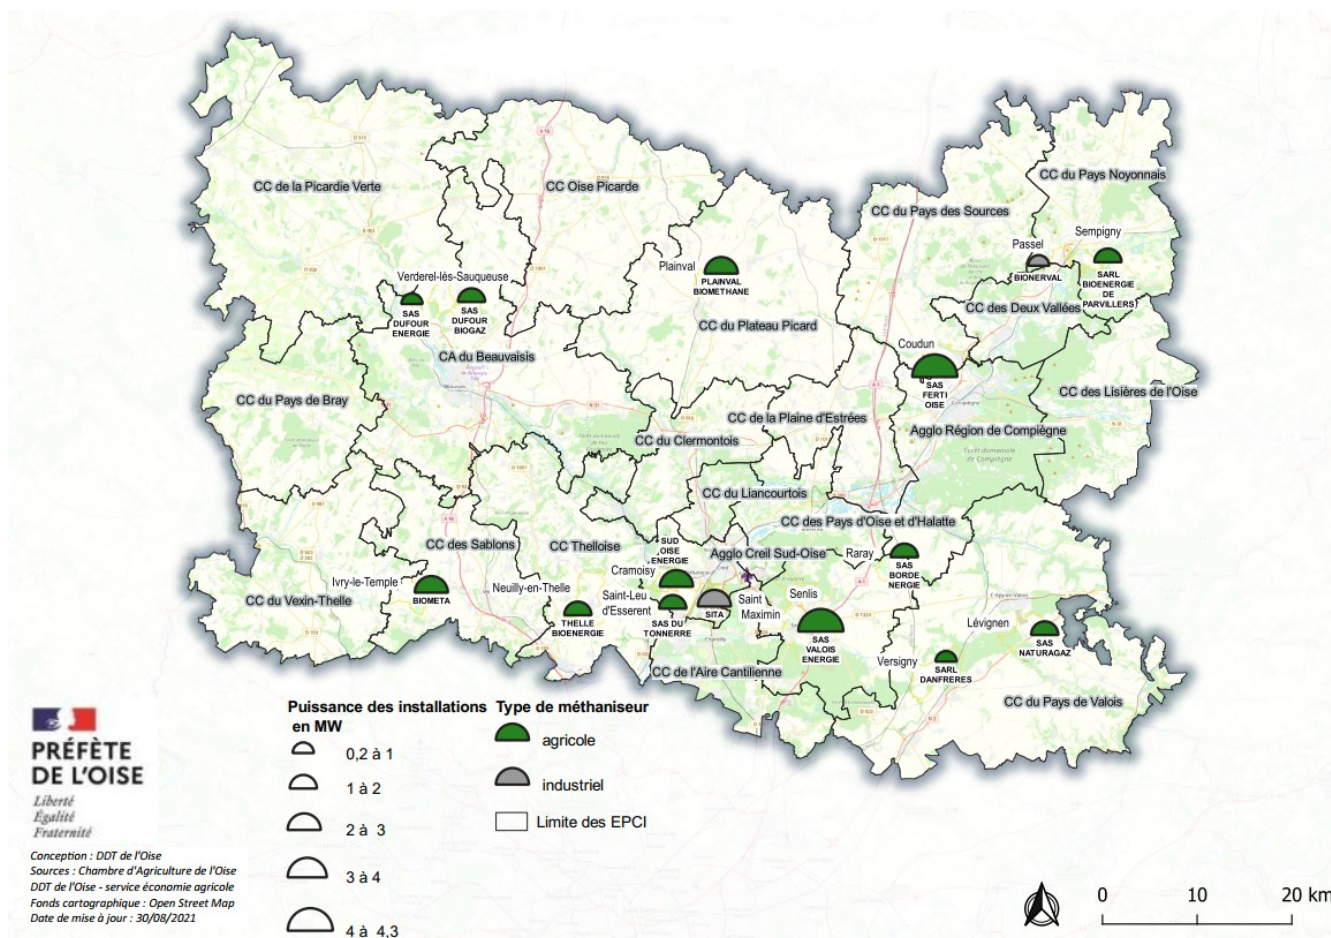 CC de la Picardie Verte
CC Oise Picarde
CC du Pays Noyonnais
CC du Pays des Sources
Sempigny
Passel
BIONERVAL
SARL
BIOENERGIE
DE
PARVILLERS
Plainval
PLAINVAL
BIOMETHANE
Verderel-lès-Sauqueuse
SAS
DUFOUR
ENERGIE
SAS
DUFOUR
BIOGAZ
CC des Deux Vallées
CC du Plateau Picard
Coudun
SAS
FERTI
OISE
CA du Beauvaisis
CC du Pays de Bray
CC des Lisières de l'Oise
CC de la Plaine d'Estrées
Agglo Région de Compiègne
CC du Clermontois
CC du Liancourtois
CC des Pays d'Oise et d'Halatte
CC des Sablons
CC Thelloise
SUD
OISE
ENERGIE
Agglo Creil Sud-Oise
Raray
SAS
BORDE
NERGIE
Cramoisy
Ivry-le-Temple
BIOMETA
Neuilly-en-Thelle
THELLE
BIOENERGIE
Saint-Leu
d'Esserent
SAS DU
TONNERRE
SITA
Saint
Maximin
Senlis
SAS
VALOIS
ENERGIE
CC du Vexin-Thelle
Lévignen
SAS
NATURAGAZ
Versigny
SARL
DANFRERES
CC de l'Aire Cantilienne
CC du Pays de Valois
A 16
A 1
A 16
A 1
N 31
N 2
PRÉFÈTE
DE L'OISE
Liberté
Égalité
Fraternité
Conception : DDT de l'Oise
Sources : Chambre d'Agriculture de l'Oise
DDT de l'Oise - service économie agricole
Fonds cartographique : Open Street Map
Date de mise à jour : 30/08/2021
Puissance des installations
en MW
0,2 à 1
1 à 2
2 à 3
3 à 4
4 à 4,3
Type de méthaniseur
agricole
industriel
Limite des EPCI
0 10 20 km